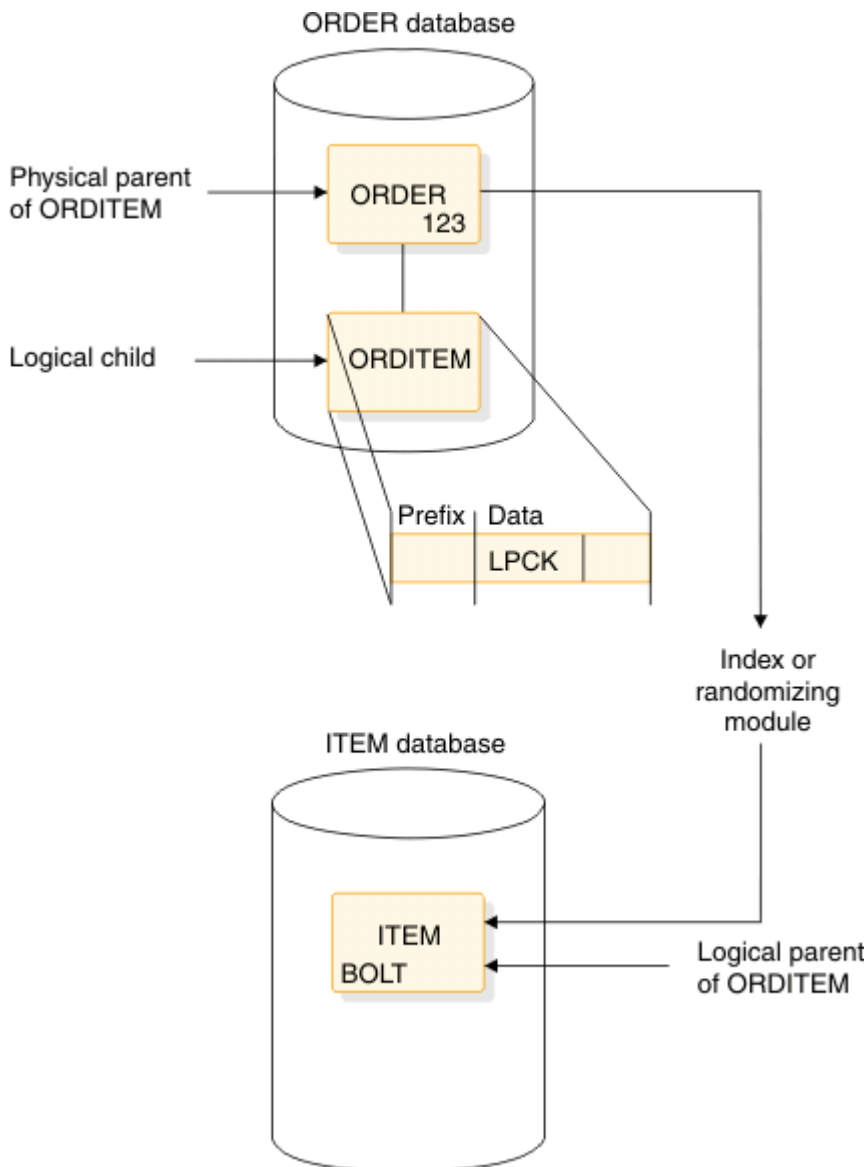 ORDER database
Physical parent
of ORDITEM
ORDER
123
Logical child
ORDITEM
Prefix Data
LPCK
Index or
randomizing
module
ITEM database
ITEM
BOLT
Logical parent
of ORDITEM